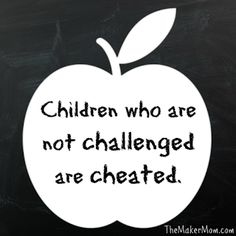 Children who are
not challenged
are cheated.
TheMakerMom.com